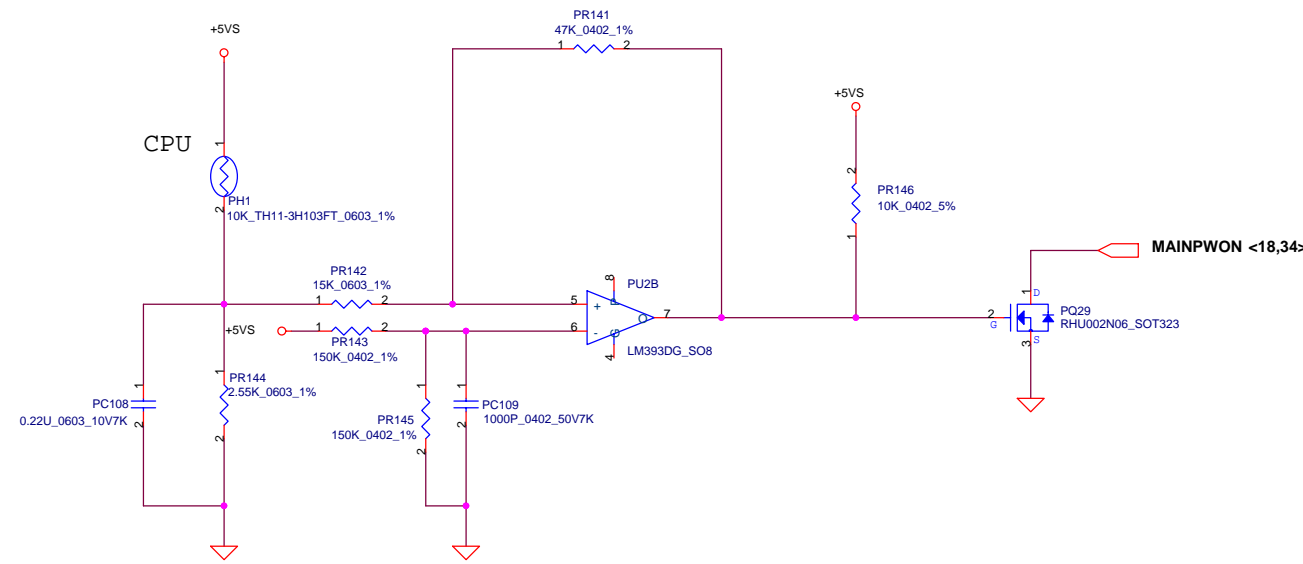 PR141
47K_0402_1%
1
2
+5VS
+5VS
CPU
1
2
PH1
10K_TH11-3H103FT_0603_1%
2
1
PR146
10K_0402_5%
MAINPWON <18,34>
PR142
15K_0603_1%
1
2
+5VS
1
2
PR143
150K_0402_1%
5
6
+
-
8
P
G
4
O
7
PU2B
LM393DG_SO8
2
G
1
D
3
S
PQ29
RHU002N06_SOT323
1
2
PC108
0.22U_0603_10V7K
1
2
PR144
2.55K_0603_1%
1
2
PR145
150K_0402_1%
1
2
PC109
1000P_0402_50V7K